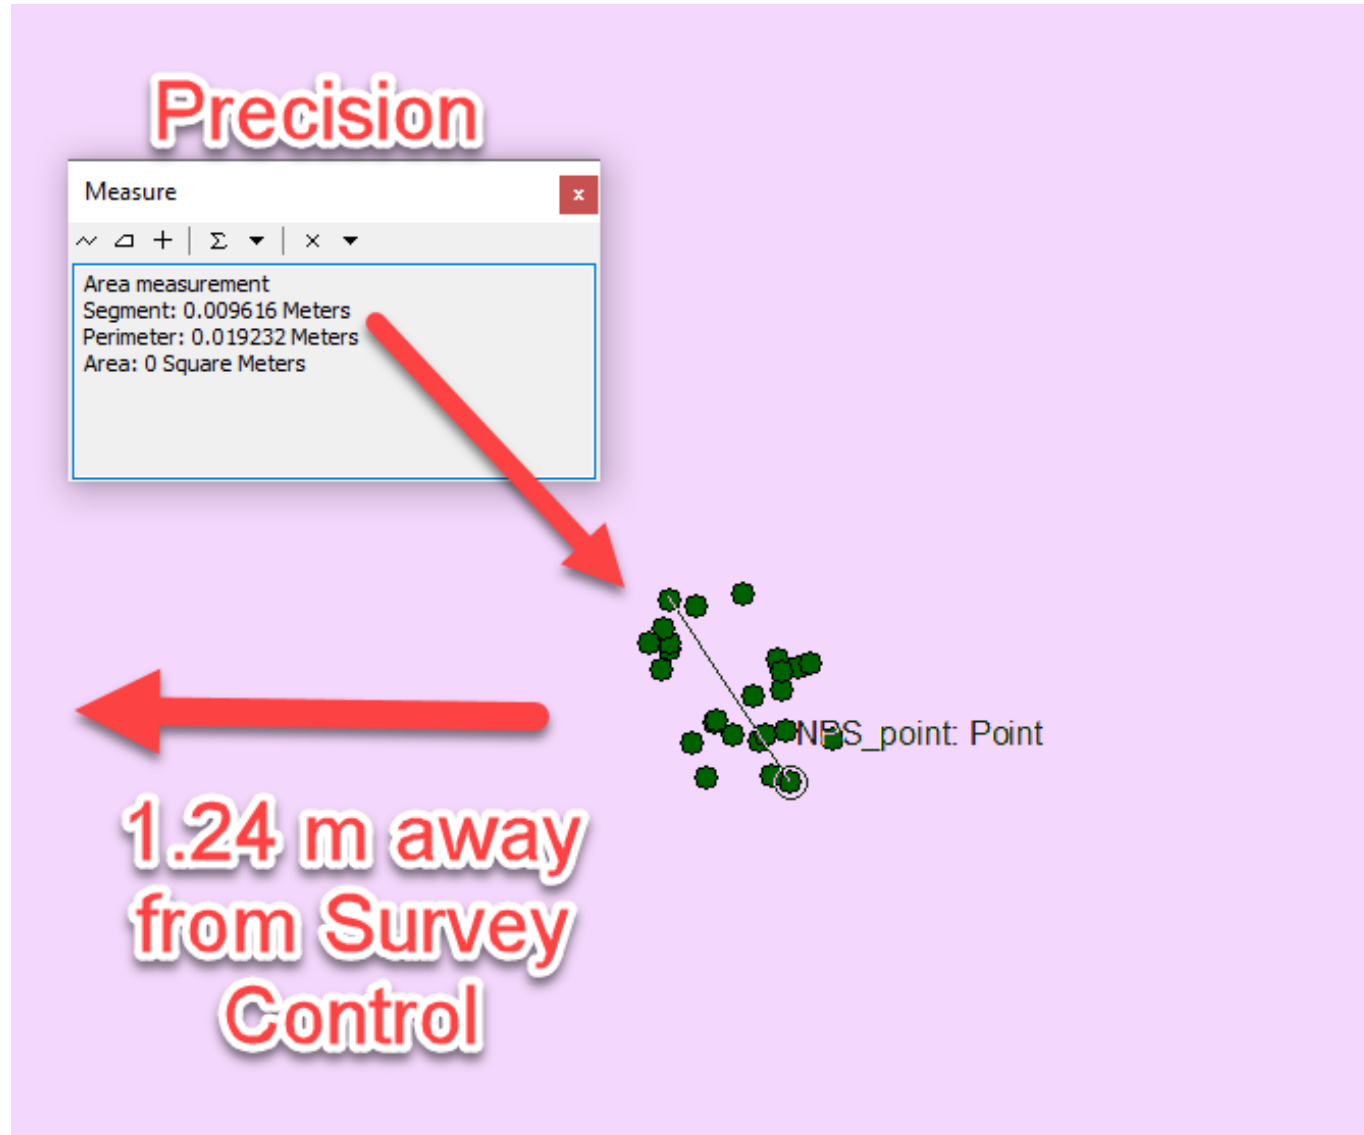 Precision
Measure
Area measurement
Segment: 0.009616 Meters
Perimeter: 0.019232 Meters
Area: 0 Square Meters
NPS_point: Point
1.24 m away
from Survey
Control